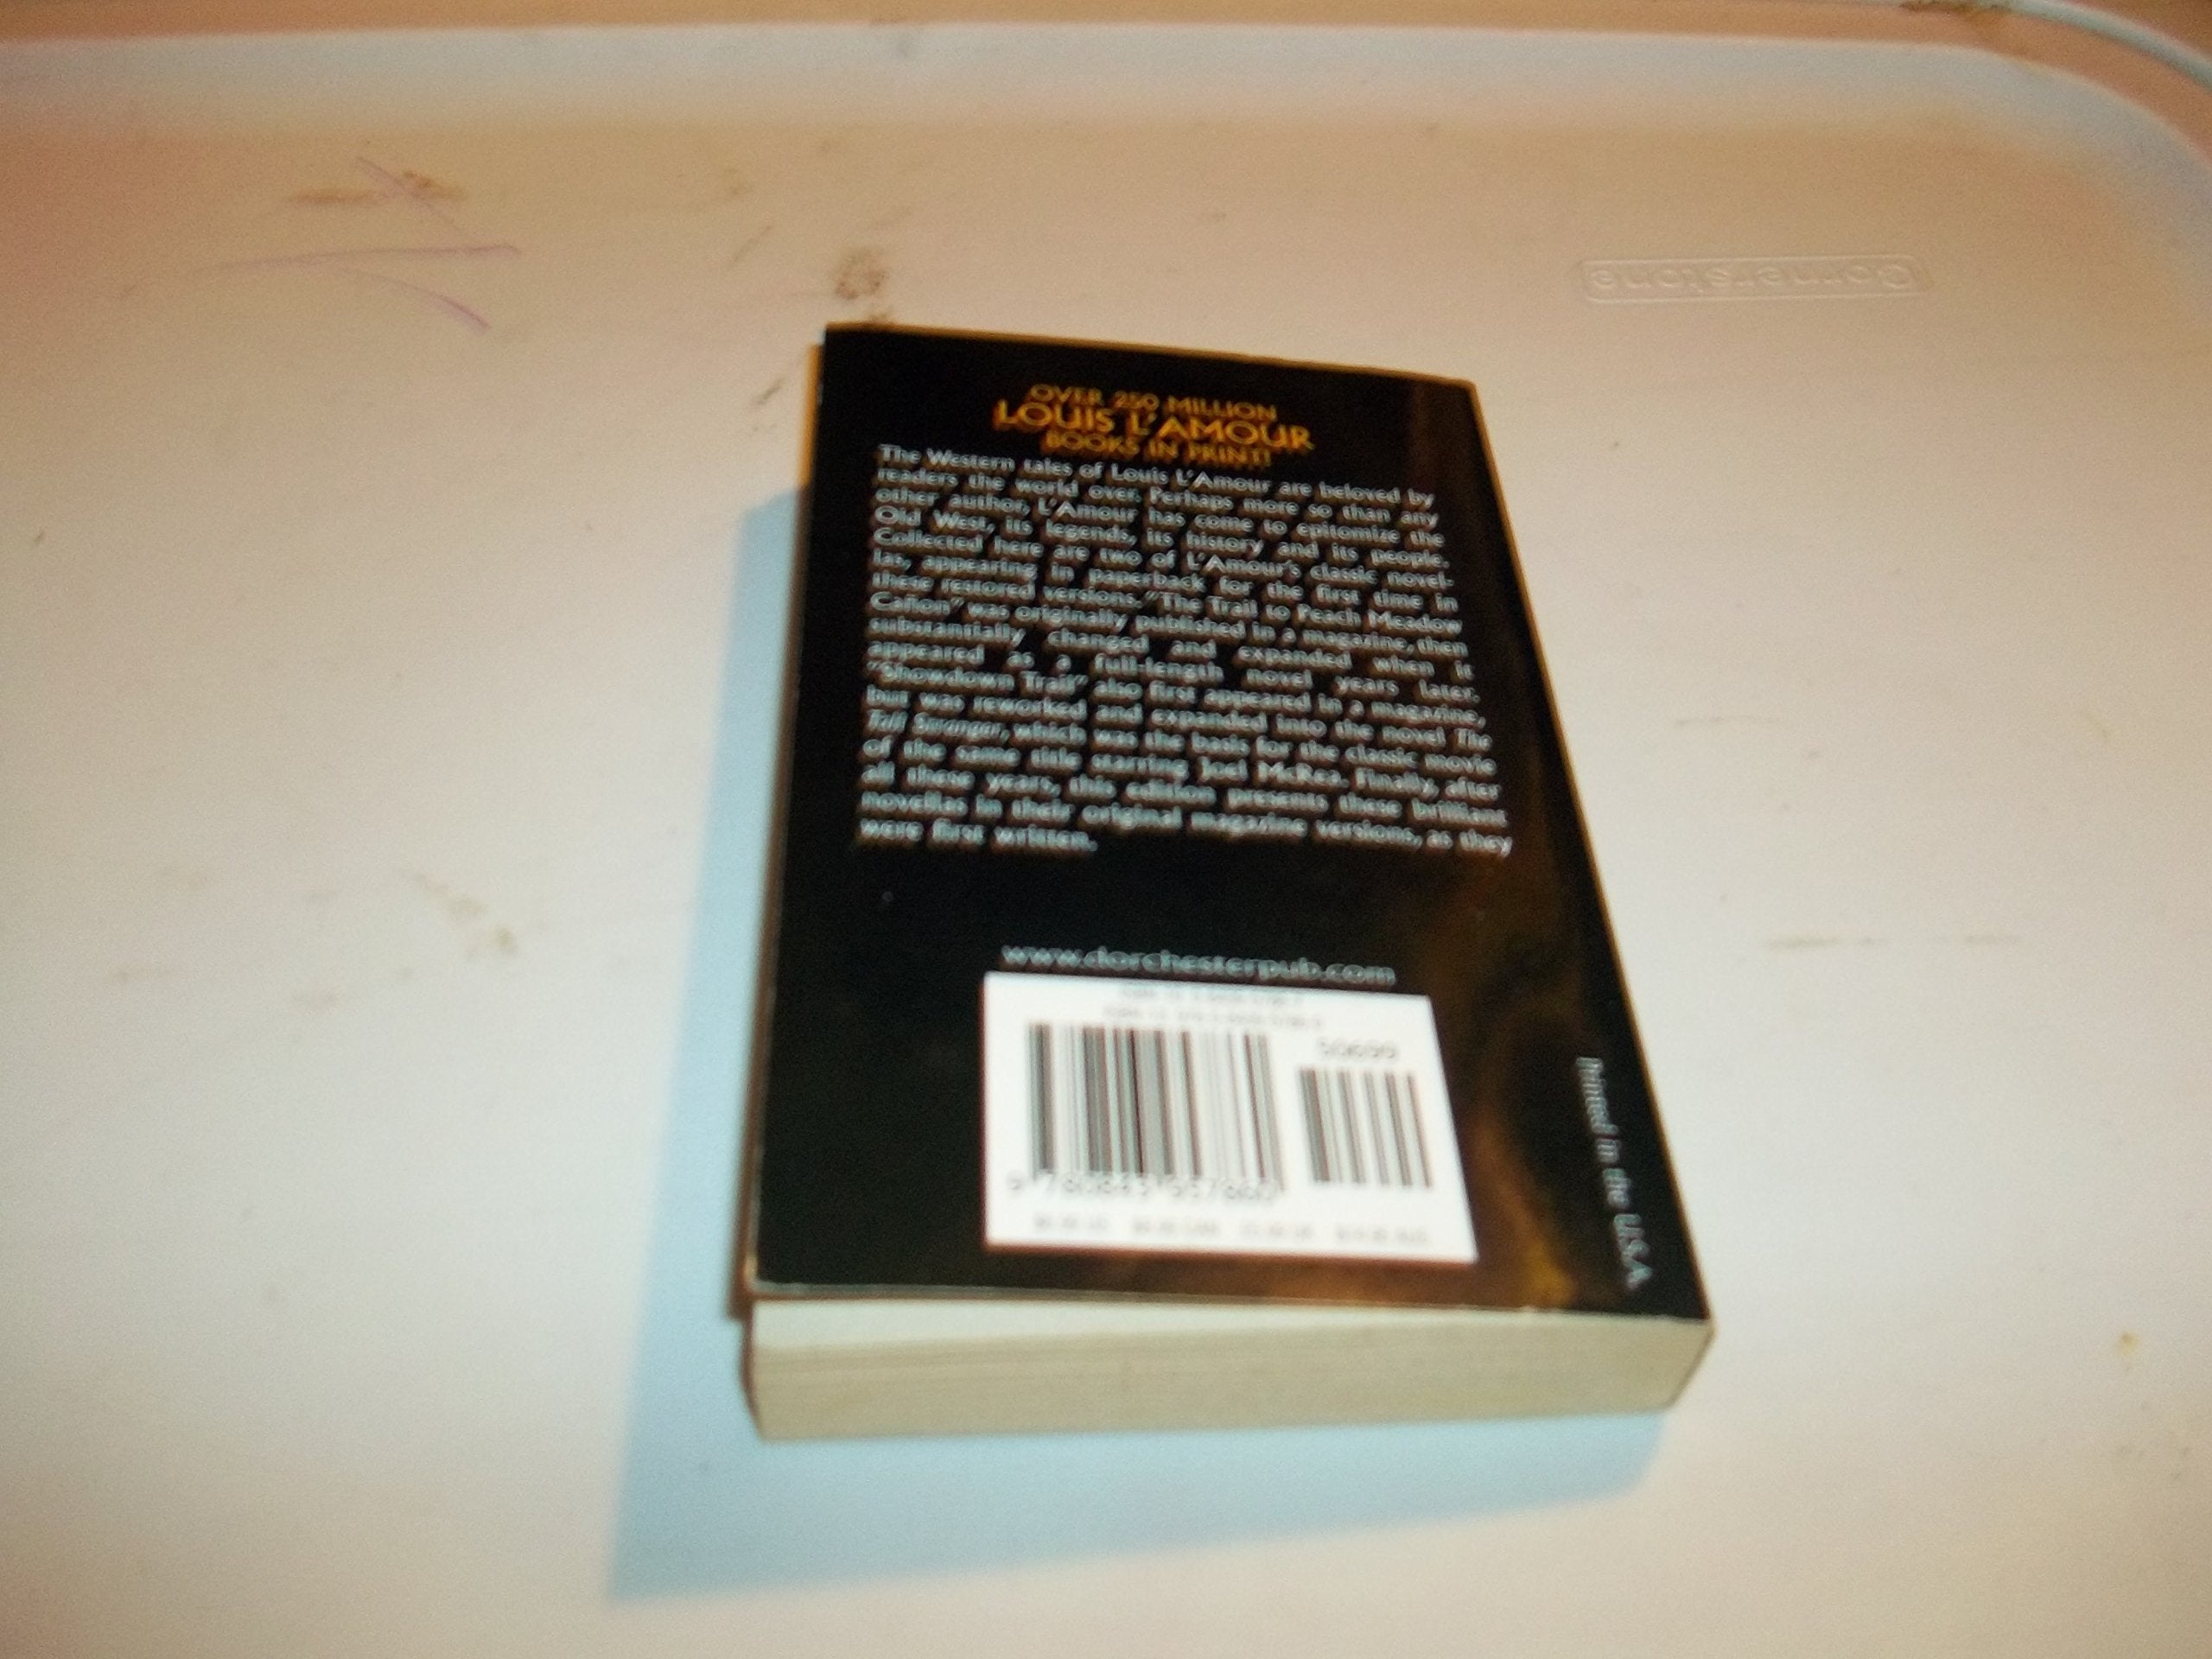 Cornerstone
OVER 250 MILLION
LOUIS L'AMOUR
BOOKS IN PRINT!
The Western tales of Louis L'Amour are beloved by
readers the world over. Perhaps more so than any
other author, L'Amour has come to epitomize the
Old West, its legends, its history and its people.
Collected here are two of L'Amour's classic novel-
las, appearing in paperback for the first time in
these restored versions. "The Trail to Peach Meadow
Cañon" was originally published in a magazine, then
substantially changed and expanded when it
appeared as a full-length novel years later.
"Showdown Trail" also first appeared in a magazine,
but was reworked and expanded into the novel The
Tall Stranger, which was the basis for the classic movie
of the same title starring Joel McRea. Finally, after
all these years, this edition presents these brilliant
novellas in their original magazine versions, as they
were first written.
www.dorchesterpub.com
50699
Printed in the U.S.A.